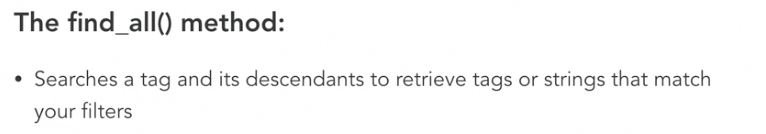 The find_all() method:
• Searches a tag and its descendants to retrieve tags or strings that match
your filters